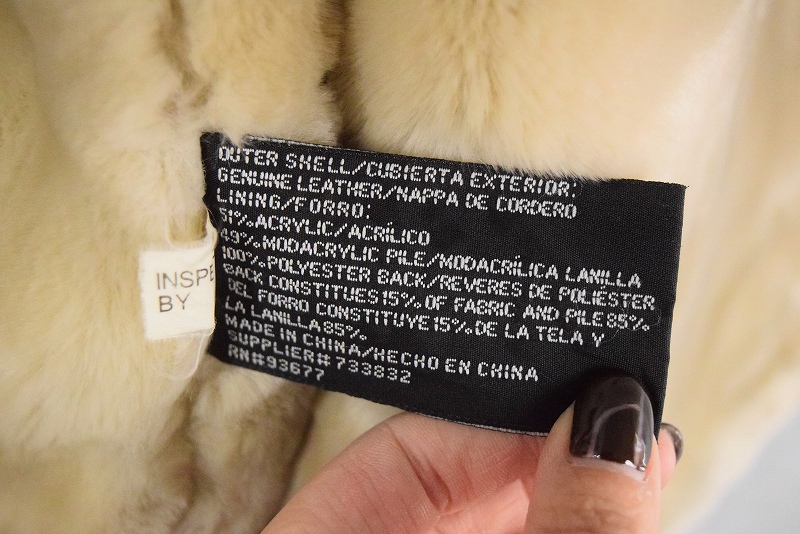 OUTER SHELL/CUBIERTA EXTERIOR:
GENUINE LEATHER/NAPPA DE CORDERO
LINING/FORRO:
51%ACRYLIC/ACRÍLICO
49%.MODACRYLIC PILE/MODACRÍLICA LANILLA
100%.POLYESTER BACK/REVERES DE POLIÉSTER
BACK CONSTITUES 15%.OF FABRIC AND PILE 85%.
DEL FORRO CONSTITUYE 15%.DE LA TELA Y
LA LANILLA 85%.
MADE IN CHINA/HECHO EN CHINA
SUPPLIER# 733832
RN#93677
BY